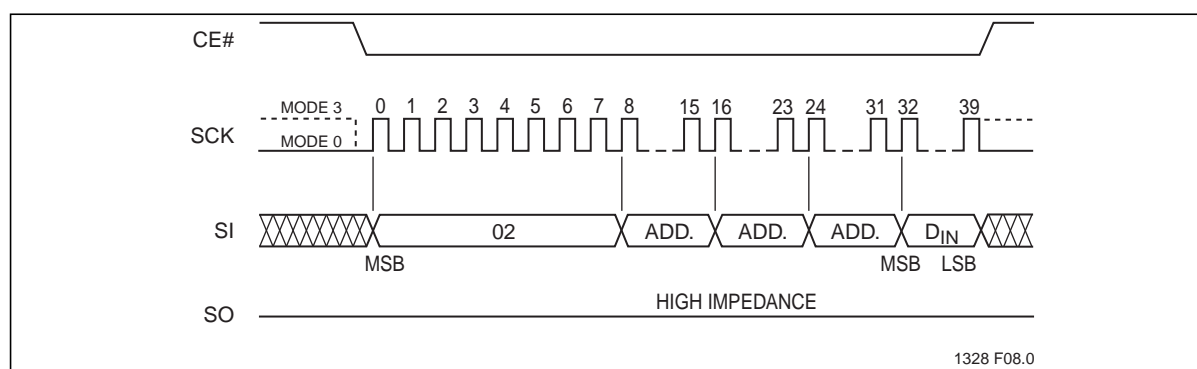 CE#
MODE 3 0 1 2 3 4 5 6 7 8 15 16 23 24 31 32 39
SCK
MODE 0
SI 02 ADD. ADD. ADD. DIN
MSB MSB LSB
HIGH IMPEDANCE
SO
1328 F08.0